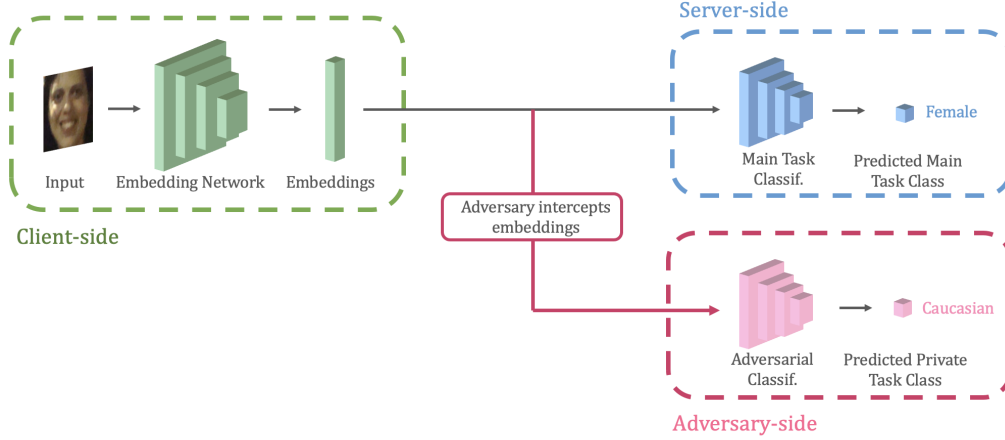 Server-side
Female
Input
Embedding Network
Embeddings
Main Task
Classif.
Predicted Main
Task Class
Client-side
Adversary intercepts
embeddings
Caucasian
Adversarial
Classif.
Predicted Private
Task Class
Adversary-side